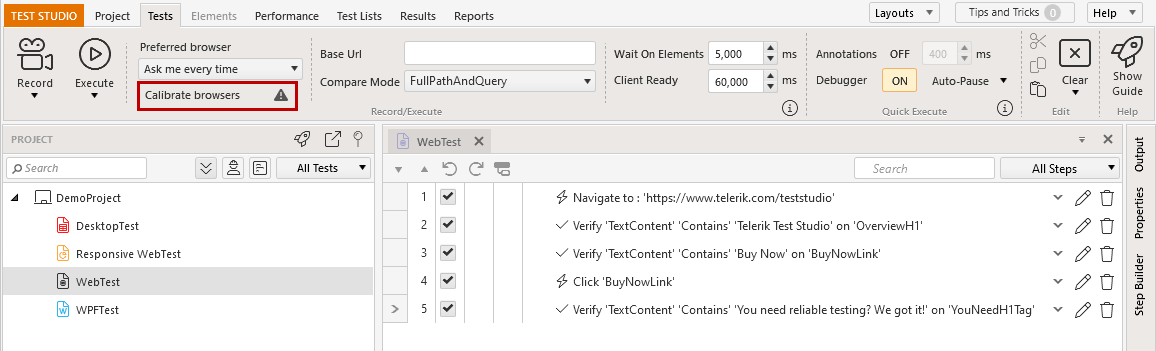 TEST STUDIO Project Tests Elements Performance Test Lists Results Reports Layouts Tips and Tricks 0 Help
Preferred browser
Ask me every time
Calibrate browsers
Record
Execute
Base Url
Compare Mode FullPathAndQuery
Wait On Elements 5,000 ms
Client Ready 60,000 ms
Record/Execute
Annotations OFF 400 ms
Debugger ON Auto-Pause
Quick Execute
Clear
Edit
Show
Guide
Help
PROJECT
Search All Tests
DemoProject
DesktopTest
Responsive WebTest
WebTest
WPFTest
WebTest
Search All Steps
1 Navigate to : 'https://www.telerik.com/teststudio'
2 Verify 'TextContent' 'Contains' 'Telerik Test Studio' on 'OverviewH1'
3 Verify 'TextContent' 'Contains' 'Buy Now' on 'BuyNowLink'
4 Click 'BuyNowLink'
5 Verify 'TextContent' 'Contains' 'You need reliable testing? We got it!' on 'YouNeedH1Tag'
Output
Properties
Step Builder